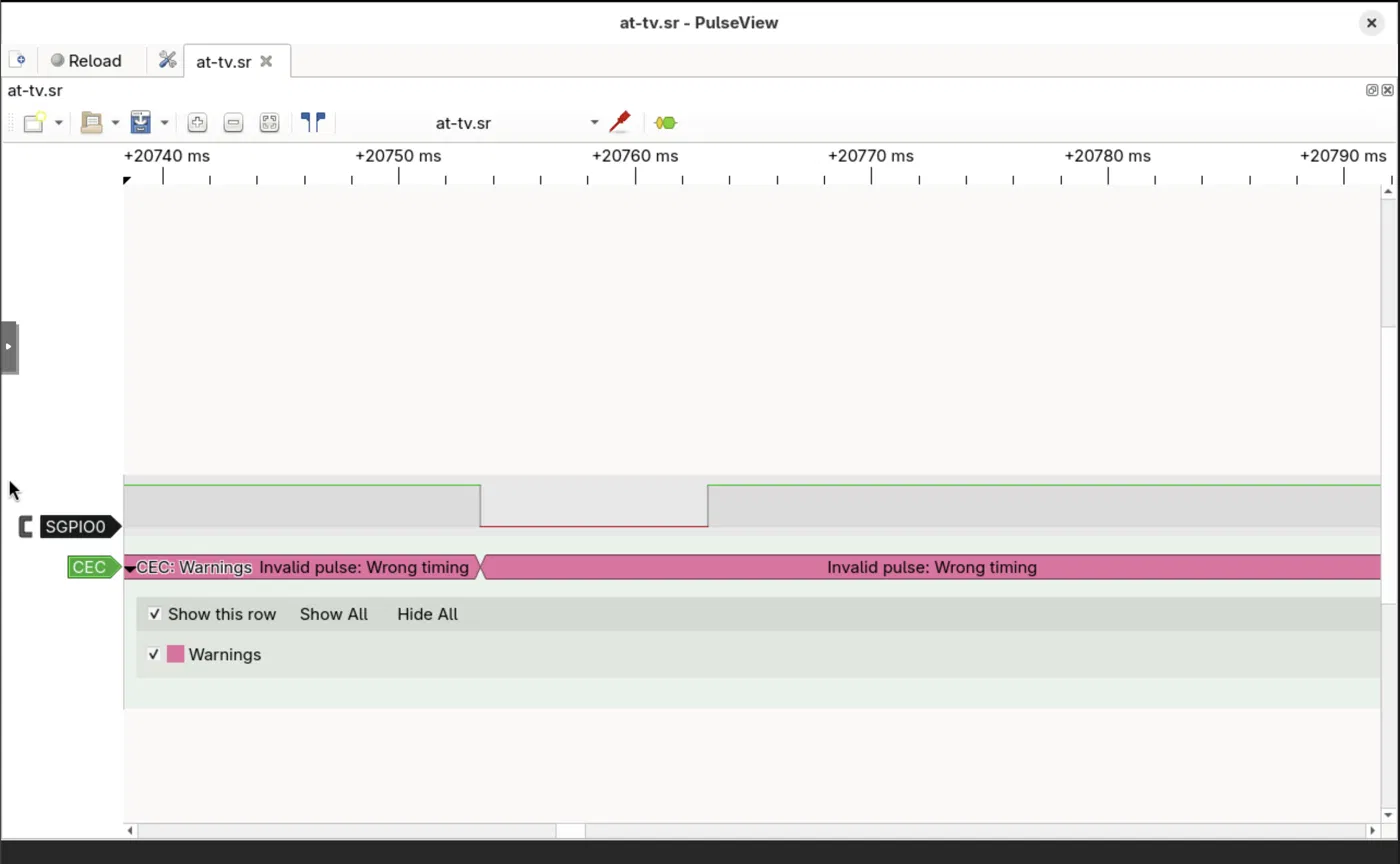 at-tv.sr - PulseView
Reload
at-tv.sr
at-tv.sr
at-tv.sr
+20740 ms +20750 ms +20760 ms +20770 ms +20780 ms +20790 ms
SGPIO0
CEC CEC: Warnings Invalid pulse: Wrong timing Invalid pulse: Wrong timing
Show this row Show All Hide All
Warnings